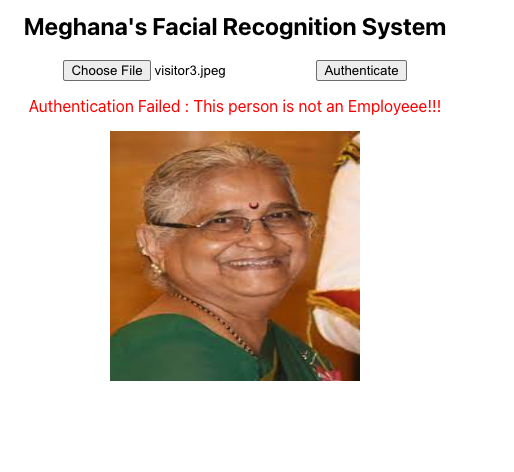 Meghana's Facial Recognition System
Choose File visitor3.jpeg Authenticate
Authentication Failed : This person is not an Employeee!!!